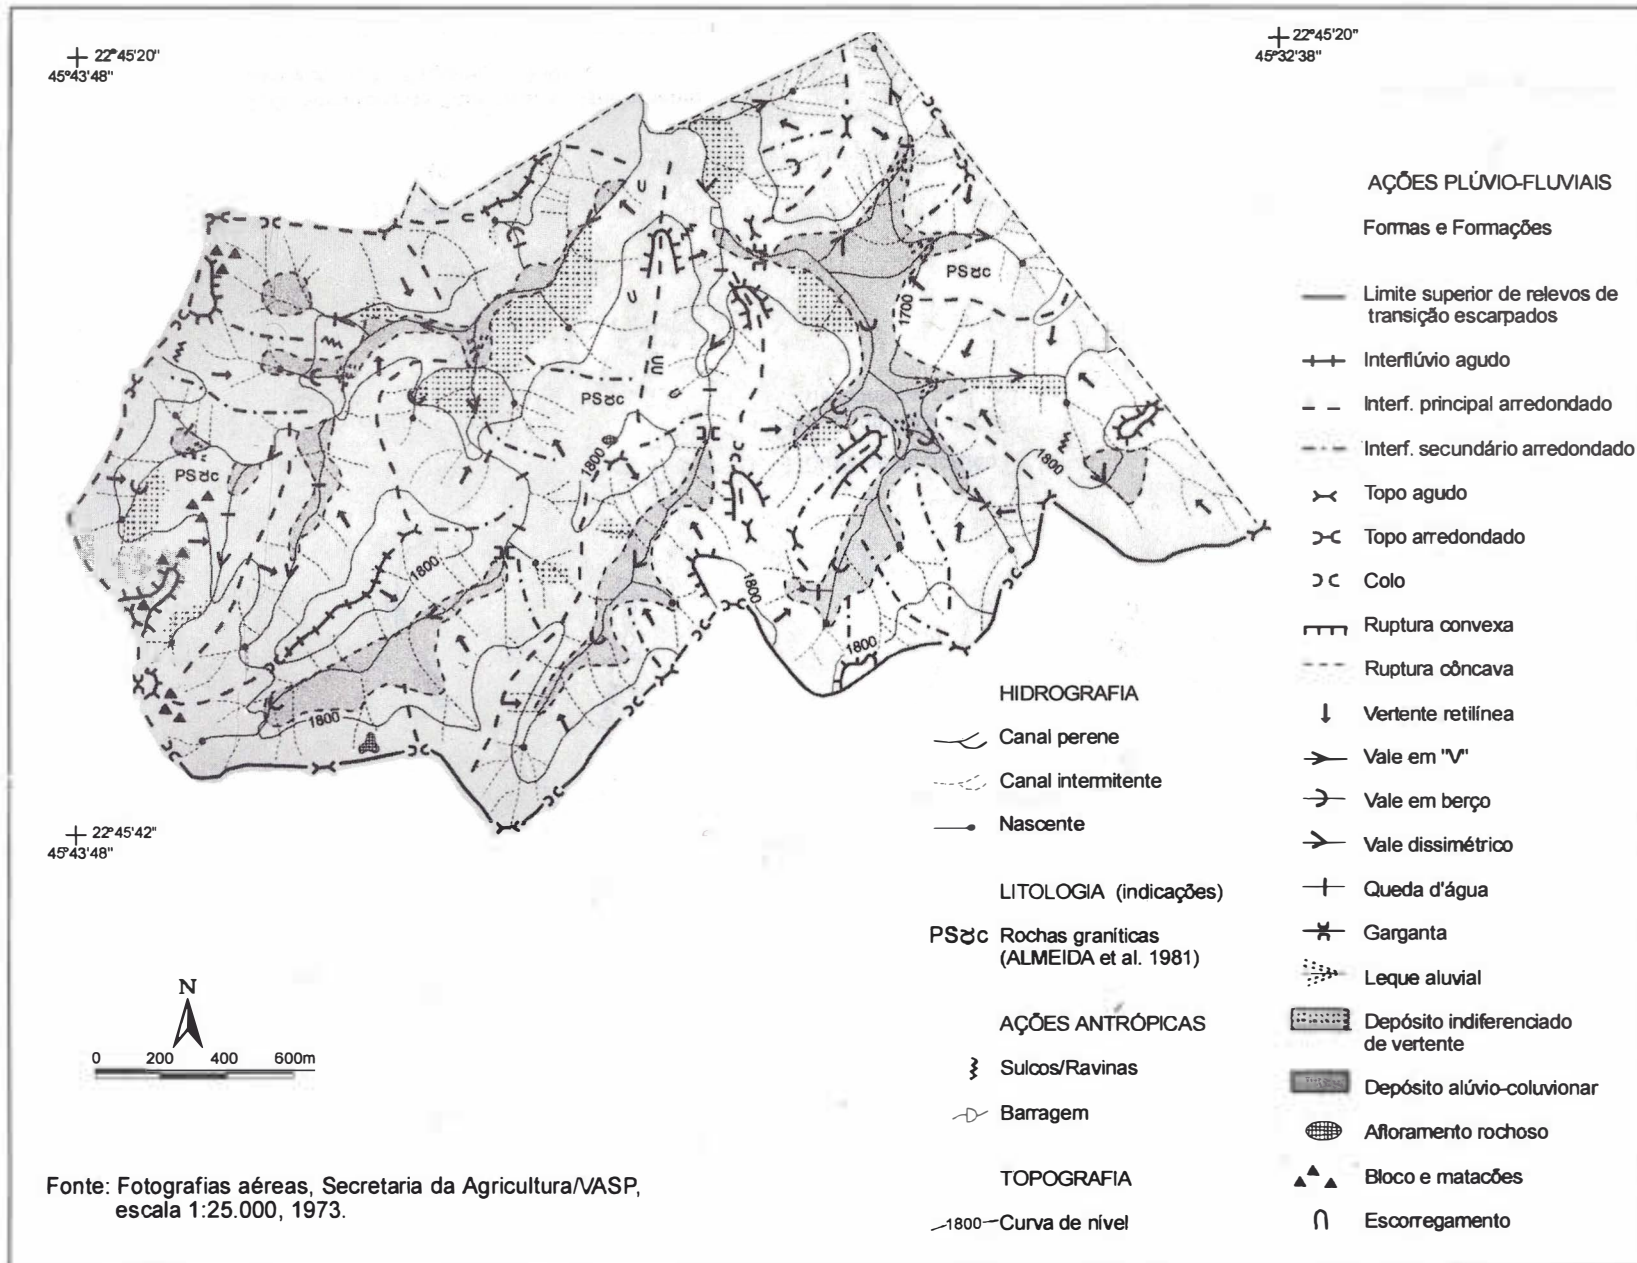 22°45'20"
45°43'48"
22°45'20"
45°32'38"
PS૪c
1700
PS૪c
1800
1800
PS૪c
1800
1800
1800
1800
22°45'42"
45°43'48"
N
0 200 400 600m
Fonte: Fotografias aéreas, Secretaria da Agricultura/VASP,
escala 1:25.000, 1973.
HIDROGRAFIA
Canal perene
Canal intermitente
Nascente
LITOLOGIA (indicações)
PS૪c Rochas graníticas
(ALMEIDA et al. 1981)
AÇÕES ANTRÓPICAS
Sulcos/Ravinas
Barragem
TOPOGRAFIA
1800 Curva de nível
AÇÕES PLÚVIO-FLUVIAIS
Formas e Formações
Limite superior de relevos de
transição escarpados
Interflúvio agudo
Interf. principal arredondado
Interf. secundário arredondado
Topo agudo
Topo arredondado
Colo
Ruptura convexa
Ruptura côncava
Vertente retilínea
Vale em "V"
Vale em berço
Vale dissimétrico
Queda d'água
Garganta
Leque aluvial
Depósito indiferenciado
de vertente
Depósito alúvio-coluvionar
Afloramento rochoso
Bloco e matacões
Escorregamento